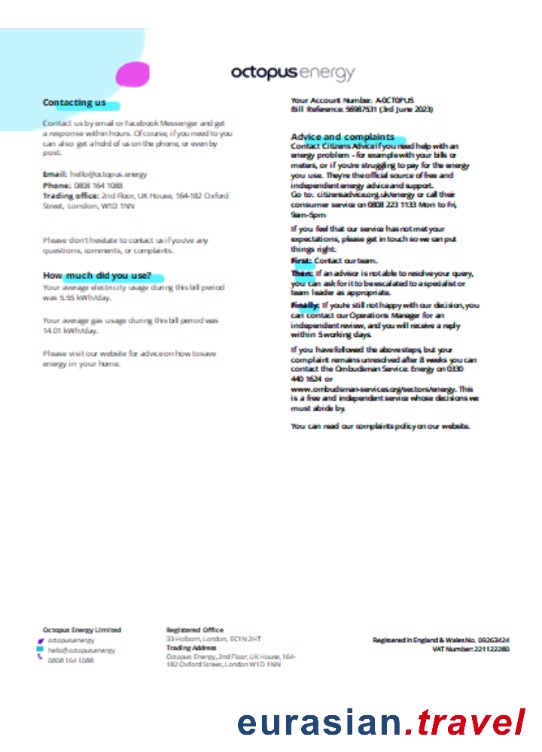 octopusenergy
Contacting us
Contact us by email or Facebook Messenger and get
a response within hours. Of course, if you need to you
can also get a hold of us on the phone, or even by
post.
Email: hello@octopus.energy
Phone: 0808 164 1088
Trading office: 2nd Floor, UK House, 164-182 Oxford
Street, London, W1D 1NN
Please don't hesitate to contact us if you've any
questions, comments, or complaints.
How much did you use?
Your average electricity usage during this bill period
was 5.55 kWh/day.
Your average gas usage during this bill period was
14.01 kWh/day.
Please visit our website for advice on how to save
energy in your home.
Your Account Number: A-0CT0PU5
Bill Reference: 56987531 (3rd June 2023)
Advice and complaints
Contact Citizens Advice if you need help with an
energy problem - for example with your bills or
meters, or if you're struggling to pay for the energy
you use. They're the official source of free and
independent energy advice and support.
Go to: citizensadvice.org.uk/energy or call their
consumer service on 0808 223 1133 Mon to Fri,
9am-5pm
If you feel that our service has not met your
expectations, please get in touch so we can put
things right.
First: Contact our team.
Then: If an advisor is not able to resolve your query,
you can ask for it to be escalated to a specialist or
team leader as appropriate.
Finally: If you're still not happy with our decision, you
can contact our Operations Manager for an
independent review, and you will receive a reply
within 5 working days.
If you have followed the above steps, but your
complaint remains unresolved after 8 weeks you can
contact the Ombudsman Service: Energy on 0330
440 1624 or
www.ombudsman-services.org/sectors/energy. This
is a free and independent service whose decisions we
must abide by.
You can read our complaints policy on our website.
Octopus Energy Limited
octopusenergy
hello@octopusenergy
0808 164 1088
Registered Office
33 Holborn, London, EC1N 2HT
Trading Address
Octopus Energy, 2nd Floor, UK House, 164-
182 Oxford Street, London W1D 1NN
Registered in England & Wales No. 09263424
VAT Number: 221122280
eurasian.travel